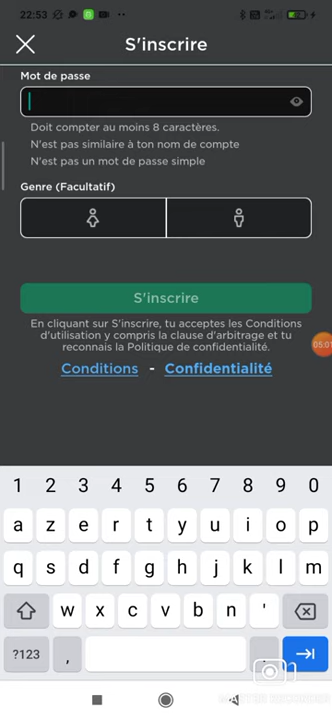 22:53
S'inscrire
Mot de passe
Doit compter au moins 8 caractères.
N'est pas similaire à ton nom de compte
N'est pas un mot de passe simple
Genre (Facultatif)
S'inscrire
En cliquant sur S'inscrire, tu acceptes les Conditions
d'utilisation y compris la clause d'arbitrage et tu
reconnais la Politique de confidentialité.
05:01
Conditions - Confidentialité
1 2 3 4 5 6 7 8 9 0
a z e r t y u i o p
q s d f g h j k l m
w x c v b n '
?123 , .